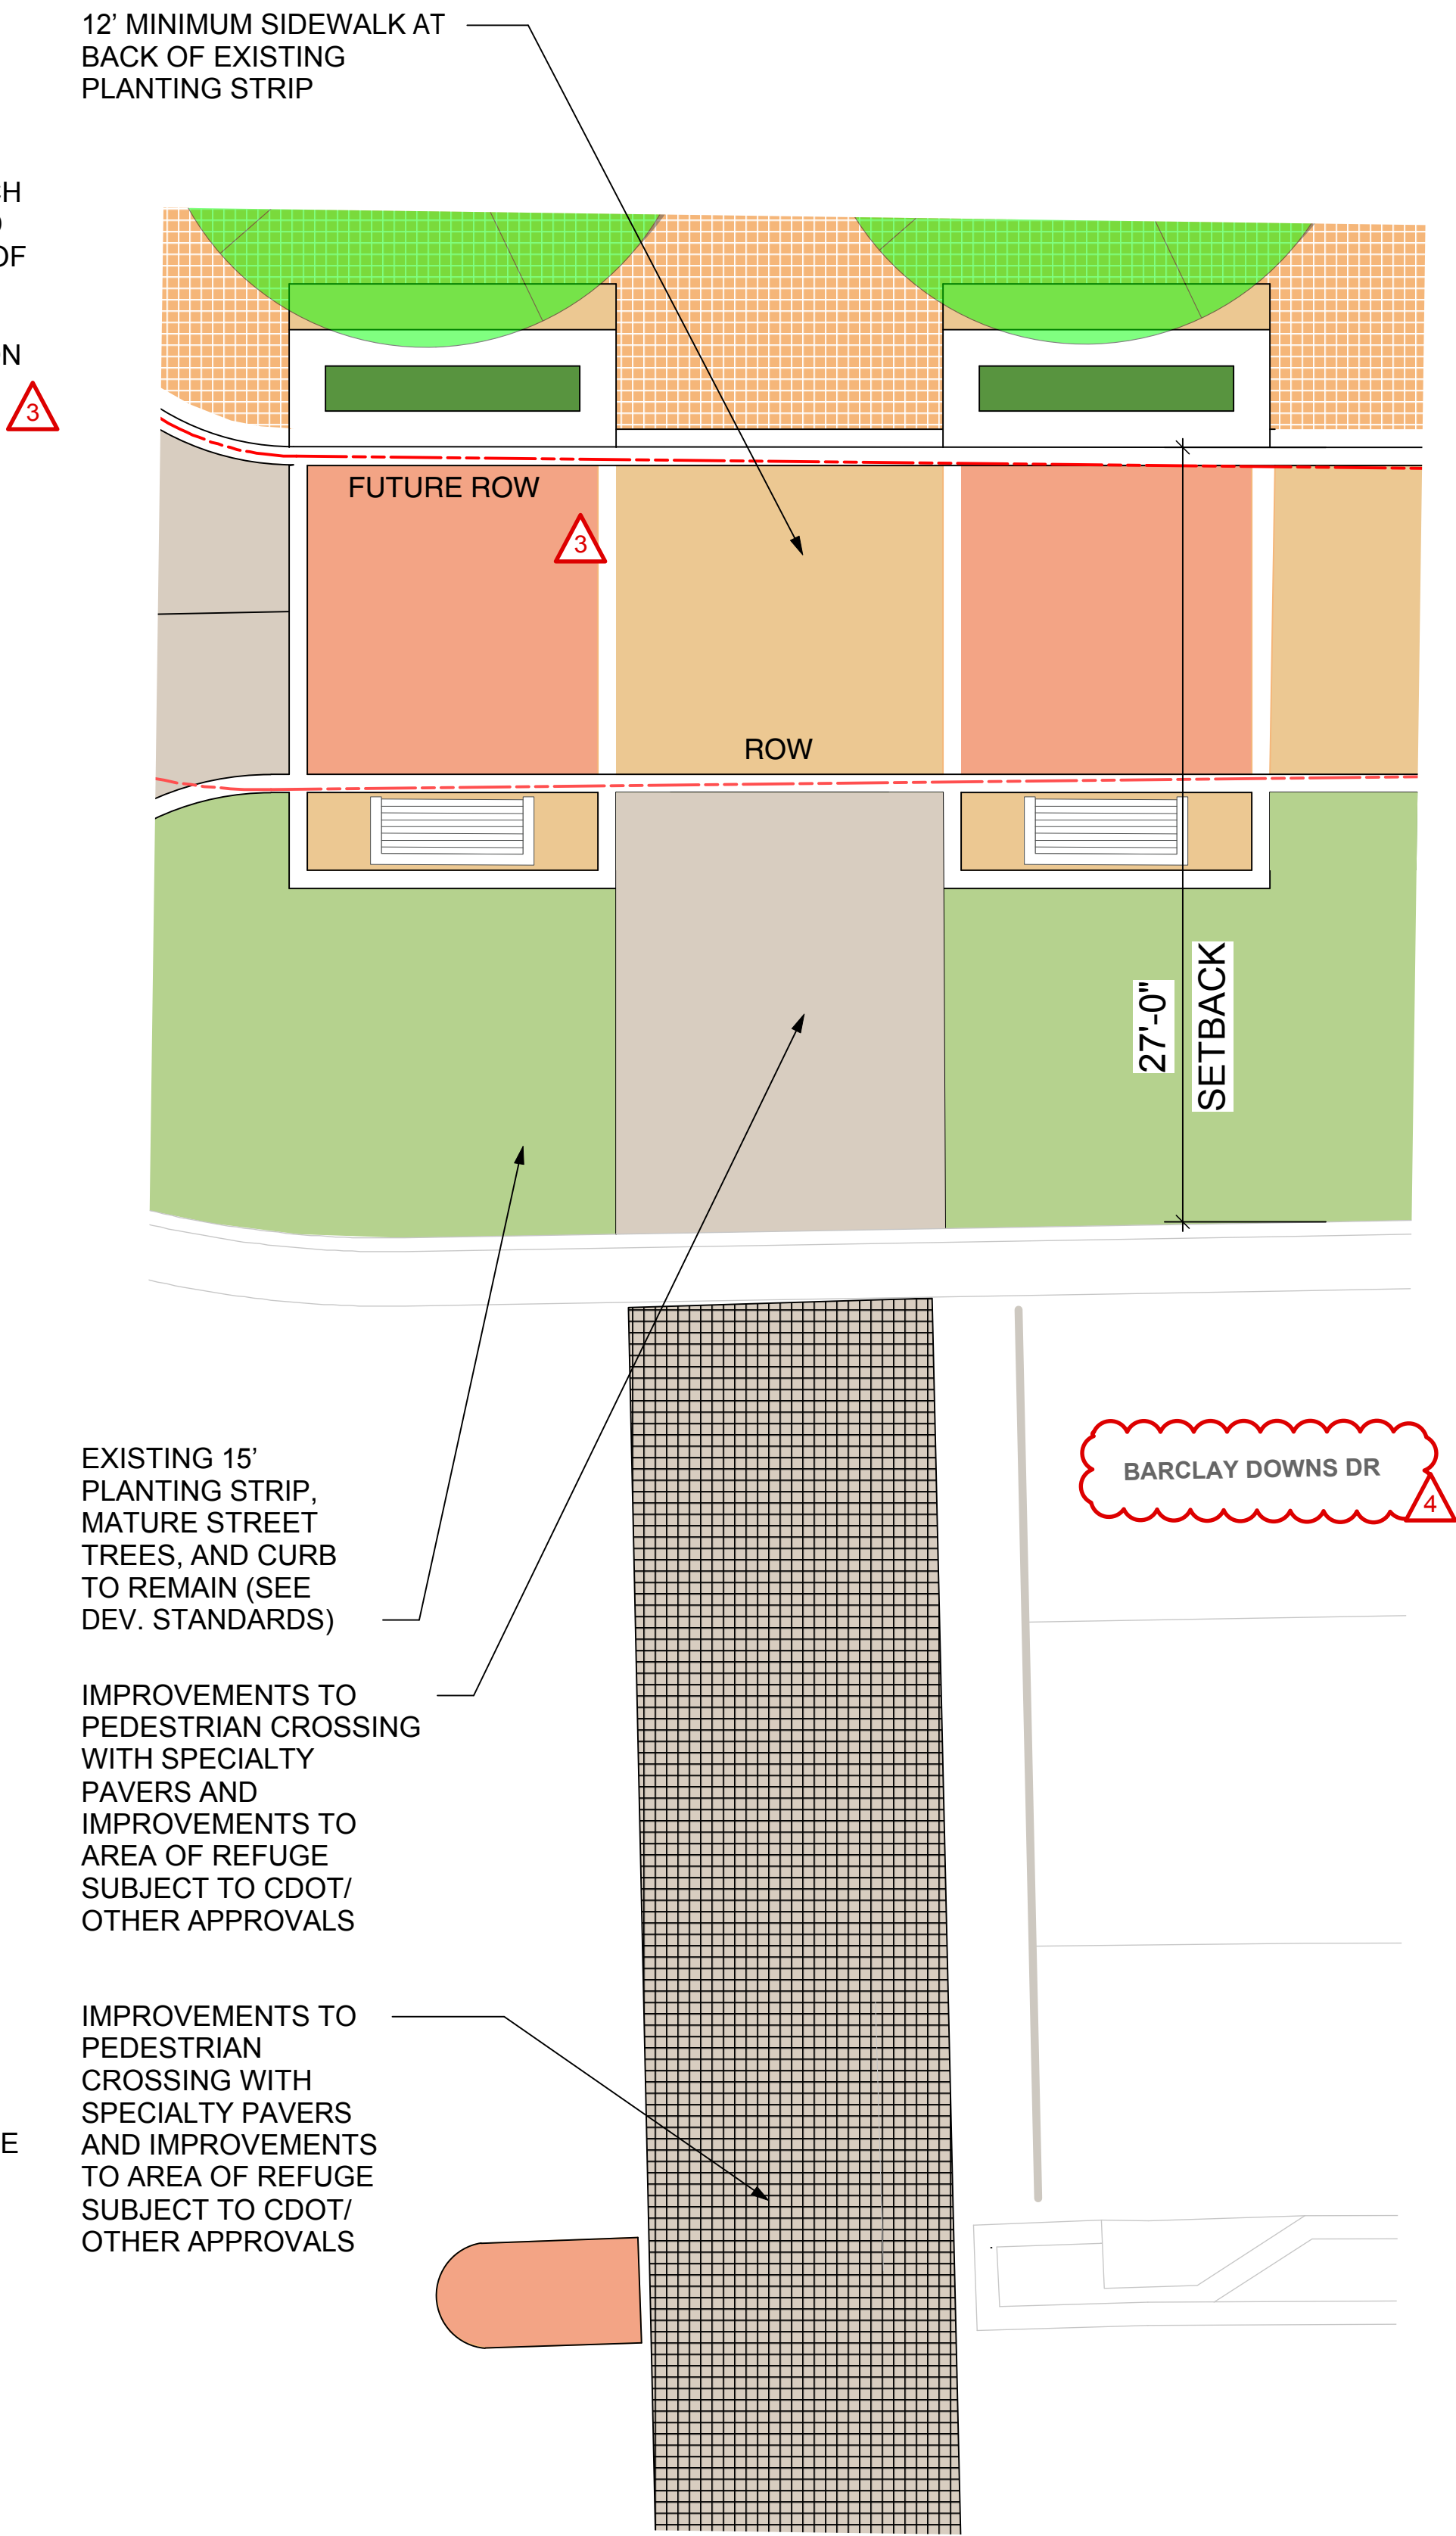 12’ MINIMUM SIDEWALK AT
BACK OF EXISTING
PLANTING STRIP
OF
3
FUTURE ROW
3
ROW
27'-0"
SETBACK
EXISTING 15’
PLANTING STRIP,
MATURE STREET
TREES, AND CURB
TO REMAIN (SEE
DEV. STANDARDS)
BARCLAY DOWNS DR
4
IMPROVEMENTS TO
PEDESTRIAN CROSSING
WITH SPECIALTY
PAVERS AND
IMPROVEMENTS TO
AREA OF REFUGE
SUBJECT TO CDOT/
OTHER APPROVALS
IMPROVEMENTS TO
PEDESTRIAN
CROSSING WITH
SPECIALTY PAVERS
AND IMPROVEMENTS
TO AREA OF REFUGE
SUBJECT TO CDOT/
OTHER APPROVALS